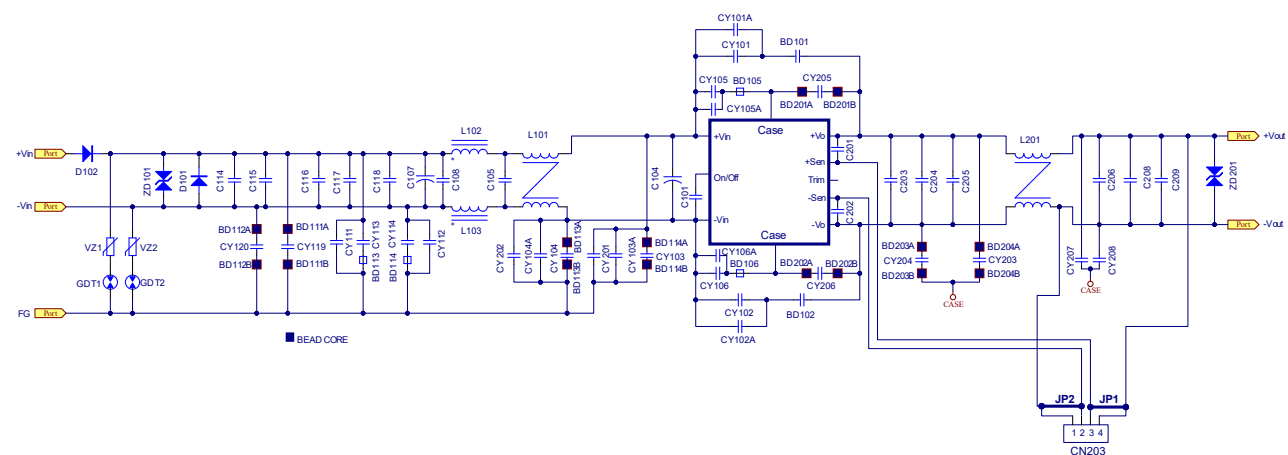 CY101A
CY101
BD101
CY105
BD105
CY205
CY105A
BD201A
BD201B
L102
L101
Case
+Vin
Port
D102
ZD101
D101
C114
C115
C116
C117
C118
C107
C108
C105
C104
C101
+Vin
On/Off
-Vin
+Vo
+Sen
Trim
-Sen
-Vo
Case
C201
C202
C203
C204
C205
L201
C206
C208
C209
ZD201
Port
+Vout
-Vin
Port
L103
Port
-Vout
VZ1
VZ2
GDT1
GDT2
BD112A
CY120
BD112B
BD111A
CY119
BD111B
CY111
CY113
BD113
CY114
BD114
CY112
CY202
CY104A
CY104
BD113A
BD113B
CY201
CY103A
BD114A
CY103
BD114B
CY106A
BD106
CY106
BD202A
BD202B
CY206
CY102
BD102
CY102A
BD203A
CY204
BD203B
BD204A
CY203
BD204B
CASE
CY207
CY208
CASE
FG
Port
BEAD CORE
JP2
JP1
1 2 3 4
CN203